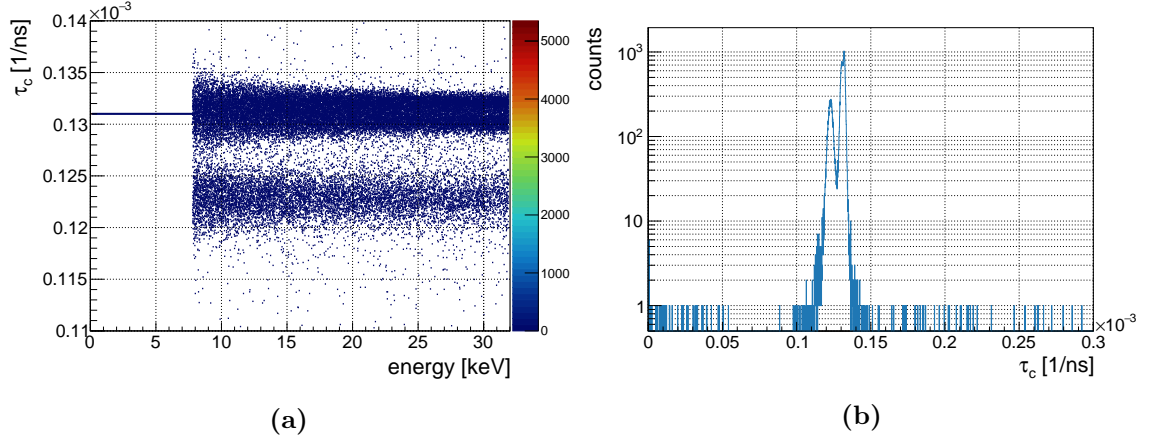 ×10⁻³
0.14
0.135
0.13
0.125
0.12
0.115
0.11
τc [1/ns]
0 5 10 15 20 25 30
energy [keV]
5000
4000
3000
2000
1000
0
(a)
counts
10³
10²
10
1
0 0.05 0.1 0.15 0.2 0.25 0.3
×10⁻³
τc [1/ns]
(b)